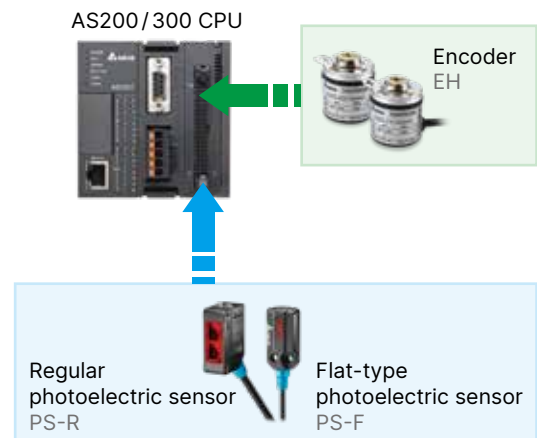 AS200/300 CPU
Encoder
EH
Regular
photoelectric sensor
PS-R
Flat-type
photoelectric sensor
PS-F